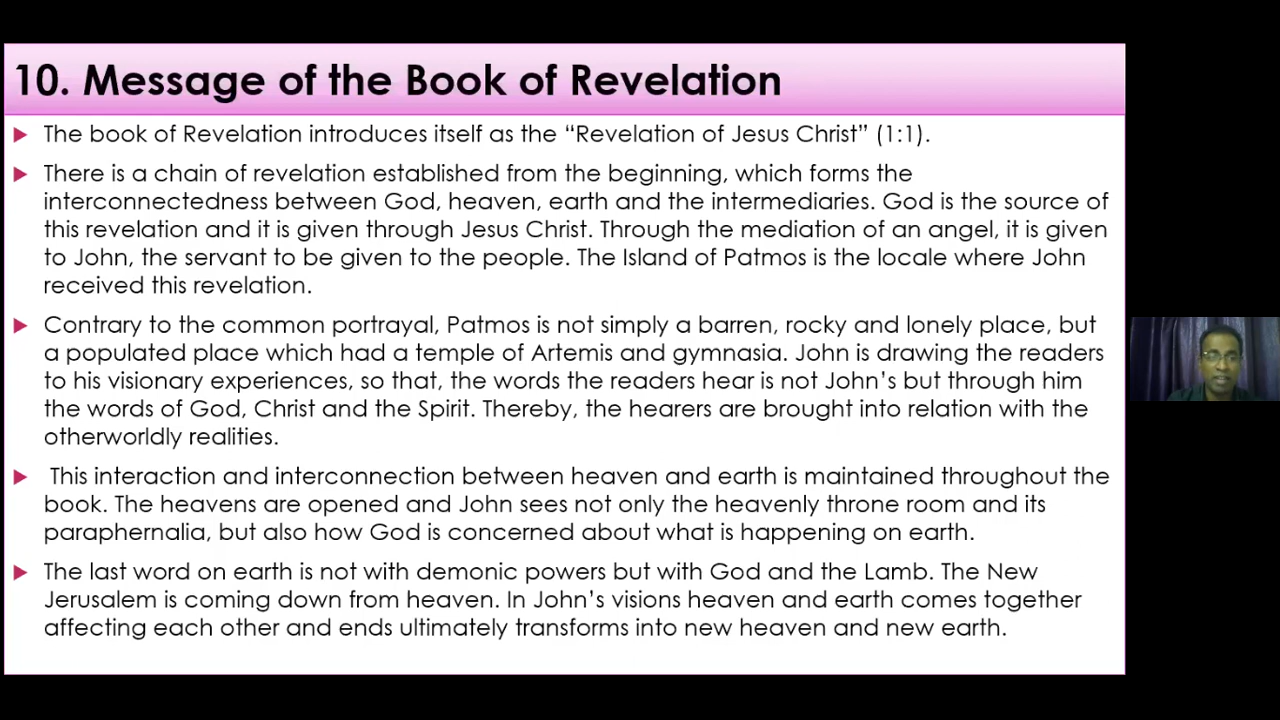 10. Message of the Book of Revelation
The book of Revelation introduces itself as the “Revelation of Jesus Christ” (1:1).
There is a chain of revelation established from the beginning, which forms the
interconnectedness between God, heaven, earth and the intermediaries. God is the source of
this revelation and it is given through Jesus Christ. Through the mediation of an angel, it is given
to John, the servant to be given to the people. The Island of Patmos is the locale where John
received this revelation.
Contrary to the common portrayal, Patmos is not simply a barren, rocky and lonely place, but
a populated place which had a temple of Artemis and gymnasia. John is drawing the readers
to his visionary experiences, so that, the words the readers hear is not John’s but through him
the words of God, Christ and the Spirit. Thereby, the hearers are brought into relation with the
otherworldly realities.
This interaction and interconnection between heaven and earth is maintained throughout the
book. The heavens are opened and John sees not only the heavenly throne room and its
paraphernalia, but also how God is concerned about what is happening on earth.
The last word on earth is not with demonic powers but with God and the Lamb. The New
Jerusalem is coming down from heaven. In John’s visions heaven and earth comes together
affecting each other and ends ultimately transforms into new heaven and new earth.